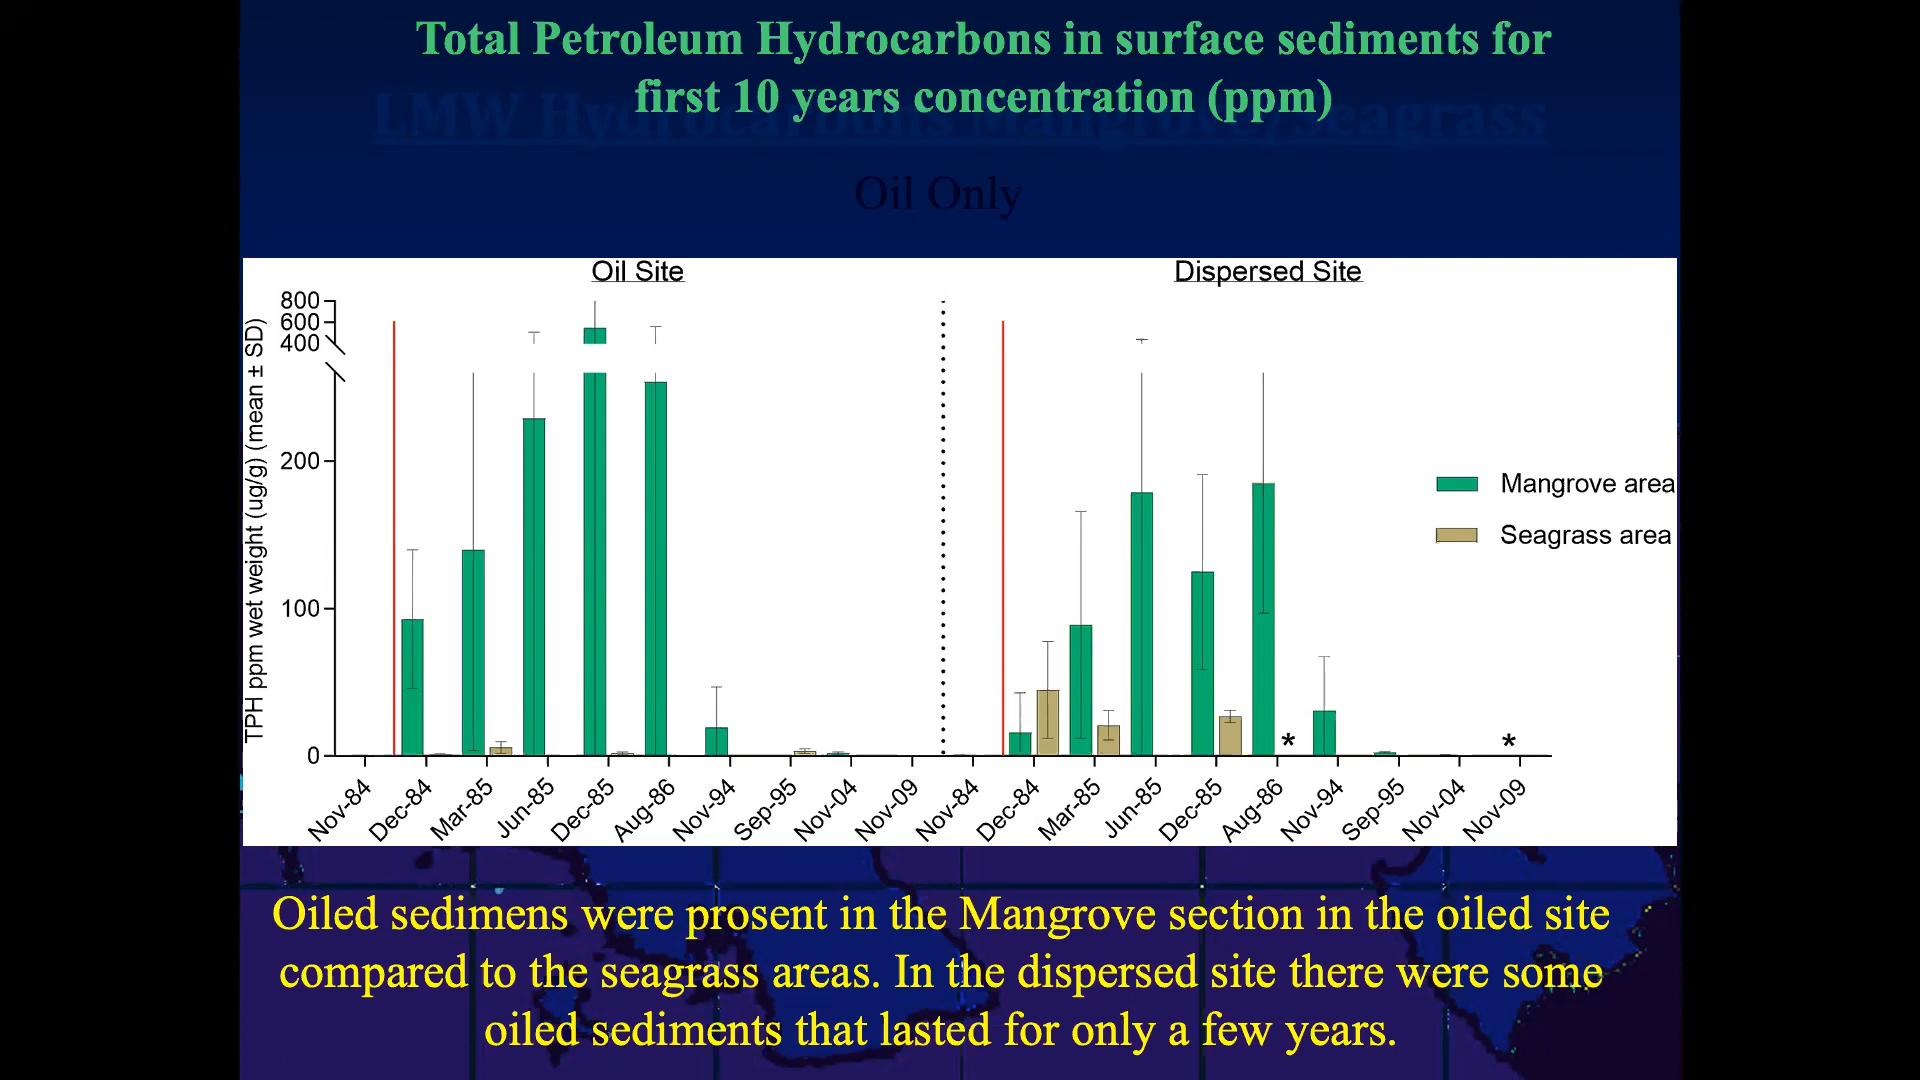 Total Petroleum Hydrocarbons in surface sediments for
first 10 years concentration (ppm)
LMW Hydrocarbons Mangrove/Seagrass
Oil Only
Oil Site
Dispersed Site
TPH ppm wet weight (ug/g) (mean ± SD)
800
600
400
200
100
0
Mangrove area
Seagrass area
*
*
Nov-84
Dec-84
Mar-85
Jun-85
Dec-85
Aug-86
Nov-94
Sep-95
Nov-04
Nov-09
Nov-84
Dec-84
Mar-85
Jun-85
Dec-85
Aug-86
Nov-94
Sep-95
Nov-04
Nov-09
Oiled sedimens were prosent in the Mangrove section in the oiled site
compared to the seagrass areas. In the dispersed site there were some
oiled sediments that lasted for only a few years.